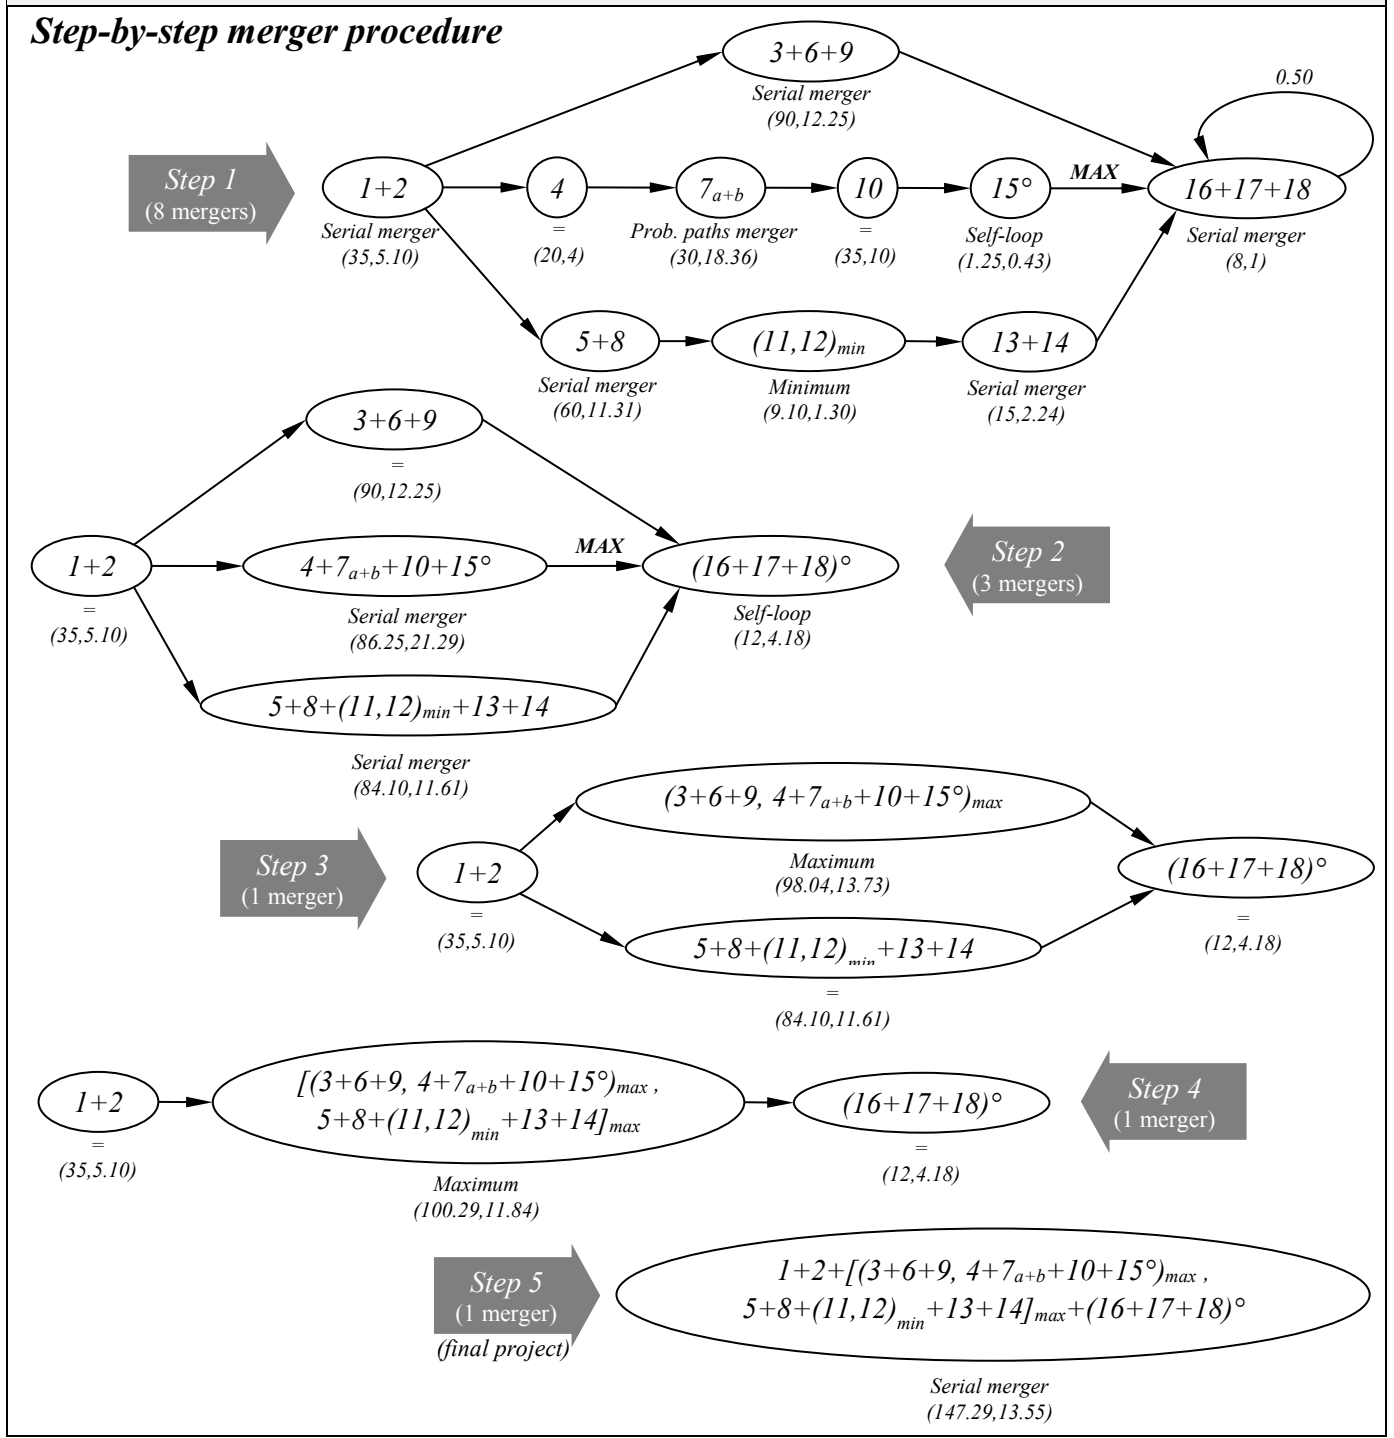 Step-by-step merger procedure
3+6+9
Serial merger
(90,12.25)
0.50
Step 1
(8 mergers)
1+2
Serial merger
(35,5.10)
4
=
(20,4)
7a+b
Prob. paths merger
(30,18.36)
10
=
(35,10)
15°
Self-loop
(1.25,0.43)
MAX
16+17+18
Serial merger
(8,1)
5+8
Serial merger
(60,11.31)
(11,12)min
Minimum
(9.10,1.30)
13+14
Serial merger
(15,2.24)
3+6+9
=
(90,12.25)
1+2
=
(35,5.10)
4+7a+b+10+15°
Serial merger
(86.25,21.29)
MAX
(16+17+18)°
Self-loop
(12,4.18)
Step 2
(3 mergers)
5+8+(11,12)min+13+14
Serial merger
(84.10,11.61)
Step 3
(1 merger)
1+2
=
(35,5.10)
(3+6+9, 4+7a+b+10+15°)max
Maximum
(98.04,13.73)
5+8+(11,12)min+13+14
=
(84.10,11.61)
(16+17+18)°
=
(12,4.18)
1+2
=
(35,5.10)
[(3+6+9, 4+7a+b+10+15°)max ,
5+8+(11,12)min+13+14]max
Maximum
(100.29,11.84)
(16+17+18)°
=
(12,4.18)
Step 4
(1 merger)
Step 5
(1 merger)
(final project)
1+2+[(3+6+9, 4+7a+b+10+15°)max ,
5+8+(11,12)min+13+14]max+(16+17+18)°
Serial merger
(147.29,13.55)